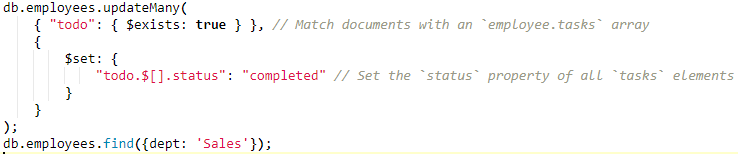 db.employees.updateMany(
    { "todo": { $exists: true } }, // Match documents with an `employee.tasks` array
    {
        $set: {
            "todo.$[].status": "completed" // Set the `status` property of all `tasks` elements
        }
    }
);
db.employees.find({dept: 'Sales'});